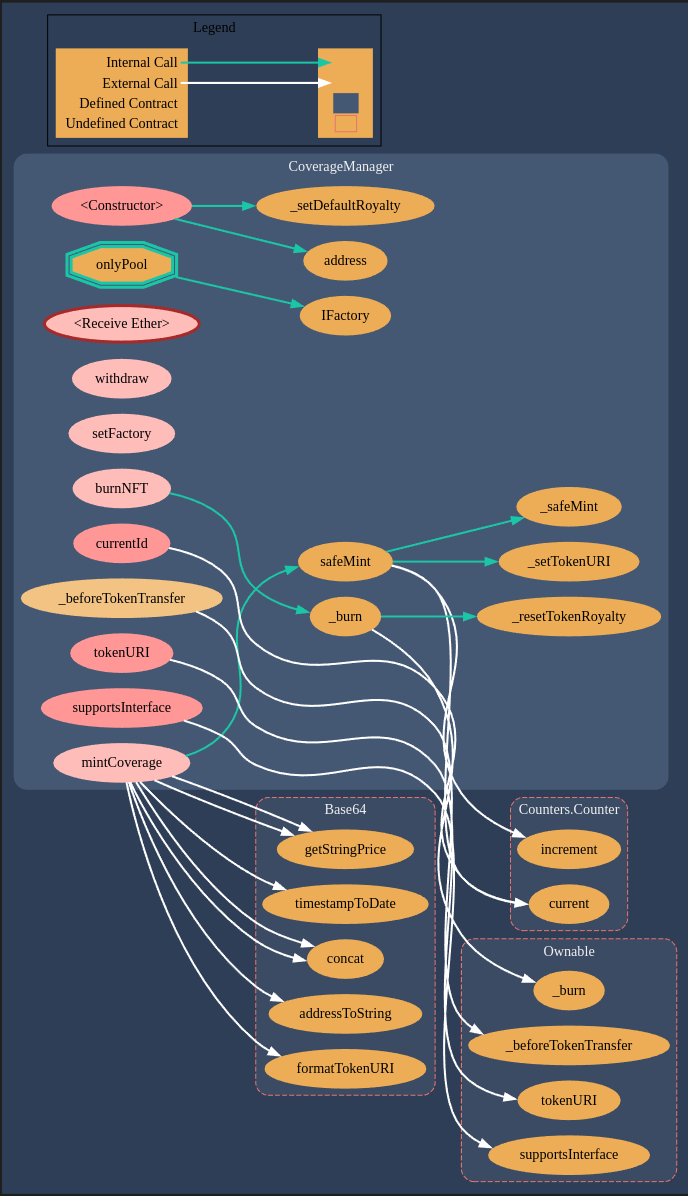 Legend
Internal Call
External Call
Defined Contract
Undefined Contract
CoverageManager
<Constructor>
_setDefaultRoyalty
address
onlyPool
IFactory
<Receive Ether>
withdraw
setFactory
burnNFT
_safeMint
currentId
safeMint
_setTokenURI
_beforeTokenTransfer
_burn
_resetTokenRoyalty
tokenURI
supportsInterface
mintCoverage
Base64
getStringPrice
timestampToDate
concat
addressToString
formatTokenURI
Counters.Counter
increment
current
Ownable
_burn
_beforeTokenTransfer
tokenURI
supportsInterface